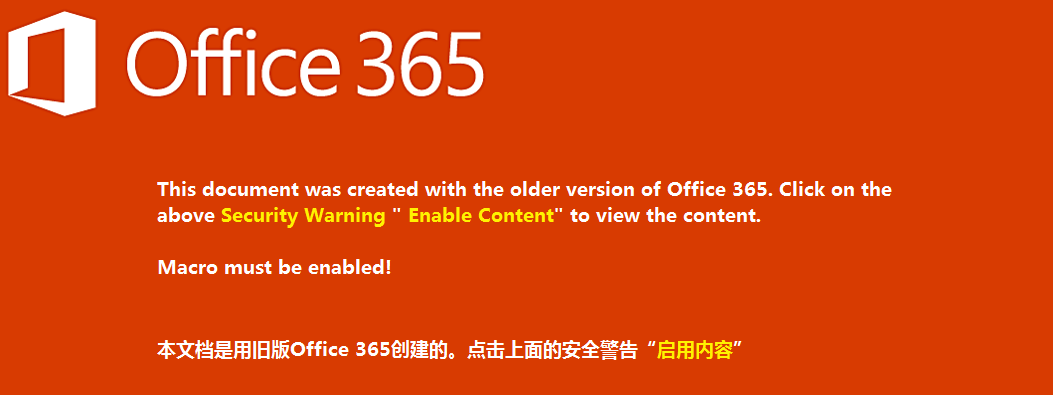 Office 365
This document was created with the older version of Office 365. Click on the
above Security Warning " Enable Content" to view the content.
Macro must be enabled!
本文档是用旧版Office 365创建的。点击上面的安全警告“启用内容”